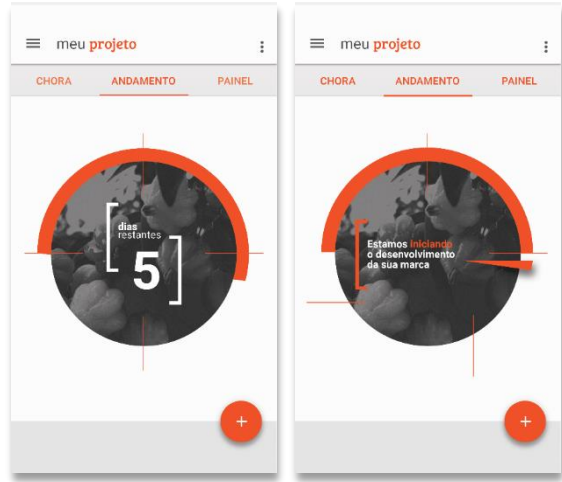 meu projeto
CHORA ANDAMENTO PAINEL
dias
restantes
5
+
meu projeto
CHORA ANDAMENTO PAINEL
Estamos iniciando
o desenvolvimento
da sua marca
+